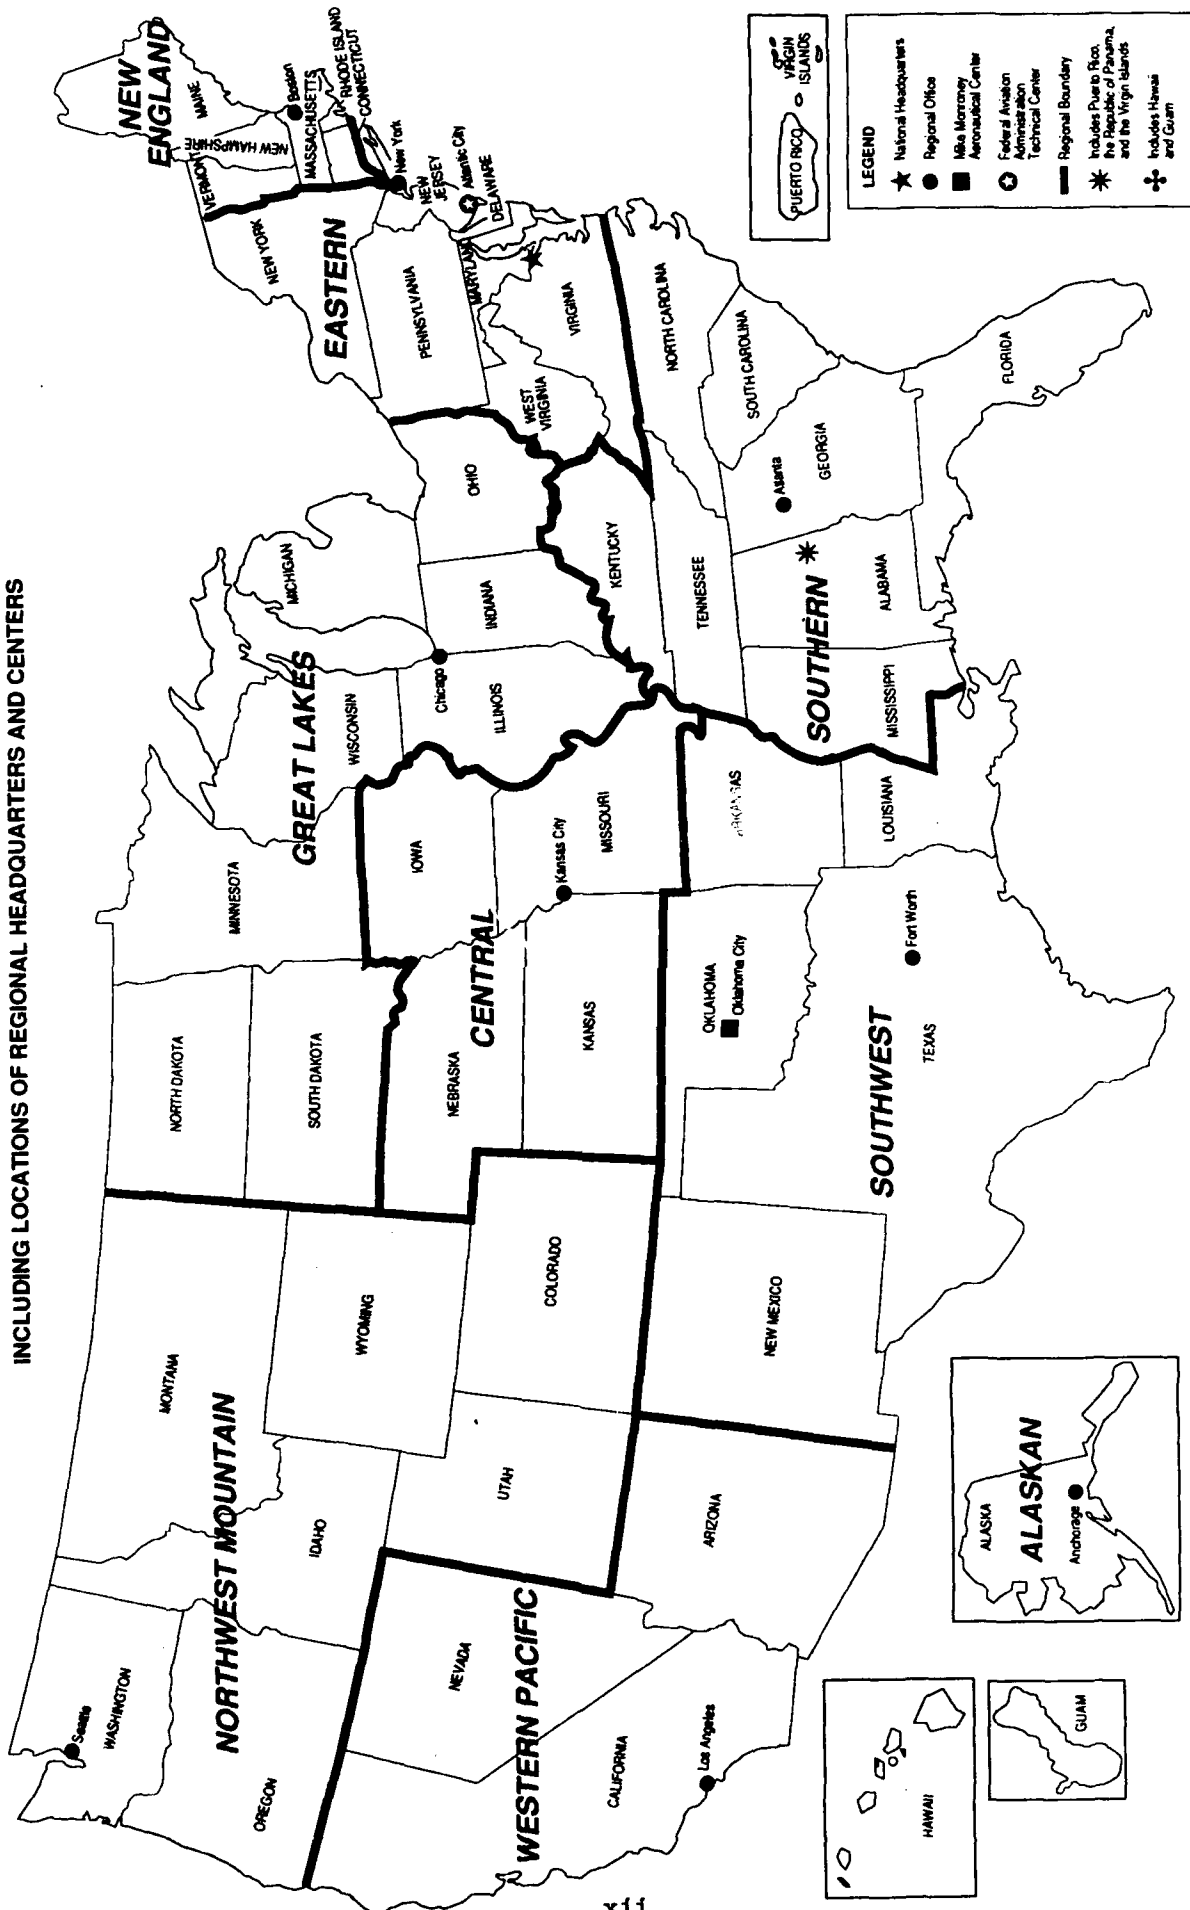 INCLUDING LOCATIONS OF REGIONAL HEADQUARTERS AND CENTERS
NORTHWEST MOUNTAIN
Seattle
WASHINGTON
OREGON
IDAHO
MONTANA
WYOMING
UTAH
COLORADO
WESTERN PACIFIC
NEVADA
CALIFORNIA
Los Angeles
ARIZONA
GREAT LAKES
NORTH DAKOTA
SOUTH DAKOTA
MINNESOTA
WISCONSIN
MICHIGAN
Chicago
ILLINOIS
INDIANA
OHIO
CENTRAL
NEBRASKA
IOWA
KANSAS
Kansas City
MISSOURI
SOUTHWEST
NEW MEXICO
OKLAHOMA
Oklahoma City
TEXAS
Fort Worth
ARKANSAS
LOUISIANA
SOUTHERN
KENTUCKY
TENNESSEE
MISSISSIPPI
ALABAMA
GEORGIA
Atlanta
NORTH CAROLINA
SOUTH CAROLINA
FLORIDA
EASTERN
NEW YORK
PENNSYLVANIA
WEST
VIRGINIA
VIRGINIA
MARYLAND
DELAWARE
NEW
JERSEY
Atlantic City
New York
NEW
ENGLAND
MAINE
VERMONT
NEW HAMPSHIRE
MASSACHUSETTS
Boston
RHODE ISLAND
CONNECTICUT
HAWAII
GUAM
ALASKAN
ALASKA
Anchorage
PUERTO RICO
VIRGIN
ISLANDS
LEGEND
National Headquarters
Regional Office
Mike Monroney
Aeronautical Center
Federal Aviation
Administration
Technical Center
Regional Boundary
Includes Puerto Rico,
the Republic of Panama,
and the Virgin Islands
Includes Hawaii
and Guam
xii